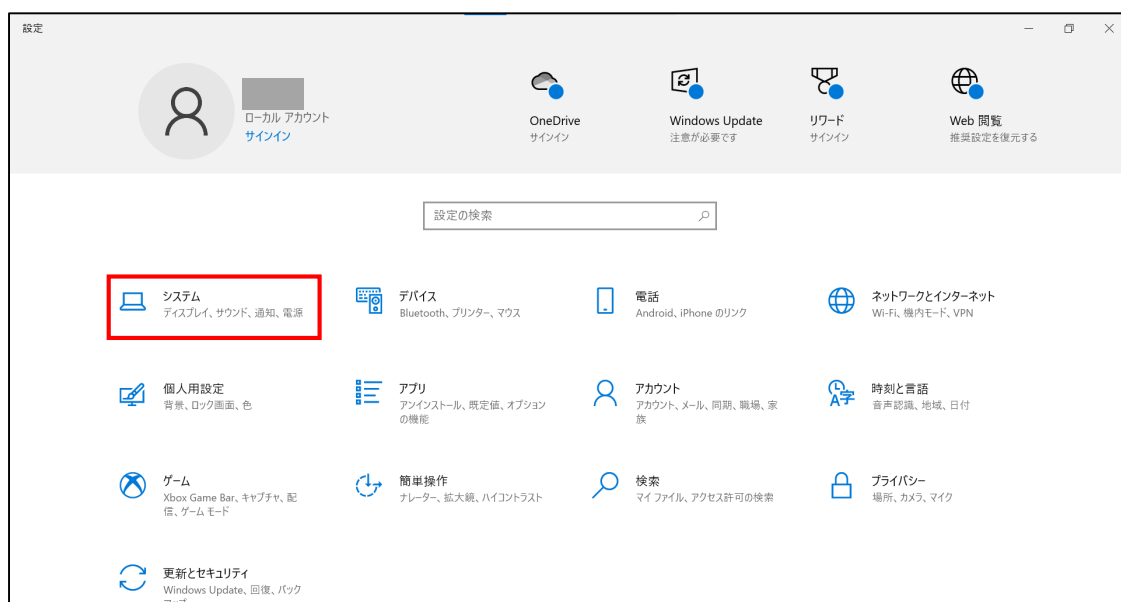 設定
ローカル アカウント
サインイン
OneDrive
サインイン
Windows Update
注意が必要です
リワード
サインイン
Web 閲覧
推奨設定を復元する
設定の検索
システム
ディスプレイ、サウンド、通知、電源
デバイス
Bluetooth、プリンター、マウス
電話
Android、iPhone のリンク
ネットワークとインターネット
Wi-Fi、機内モード、VPN
個人用設定
背景、ロック画面、色
アプリ
アンインストール、既定値、オプション
の機能
アカウント
アカウント、メール、同期、職場、家
族
時刻と言語
音声認識、地域、日付
ゲーム
Xbox Game Bar、キャプチャ、配
信、ゲーム モード
簡単操作
ナレーター、拡大鏡、ハイコントラスト
検索
マイ ファイル、アクセス許可の検索
プライバシー
場所、カメラ、マイク
更新とセキュリティ
Windows Update、回復、バック
アップ